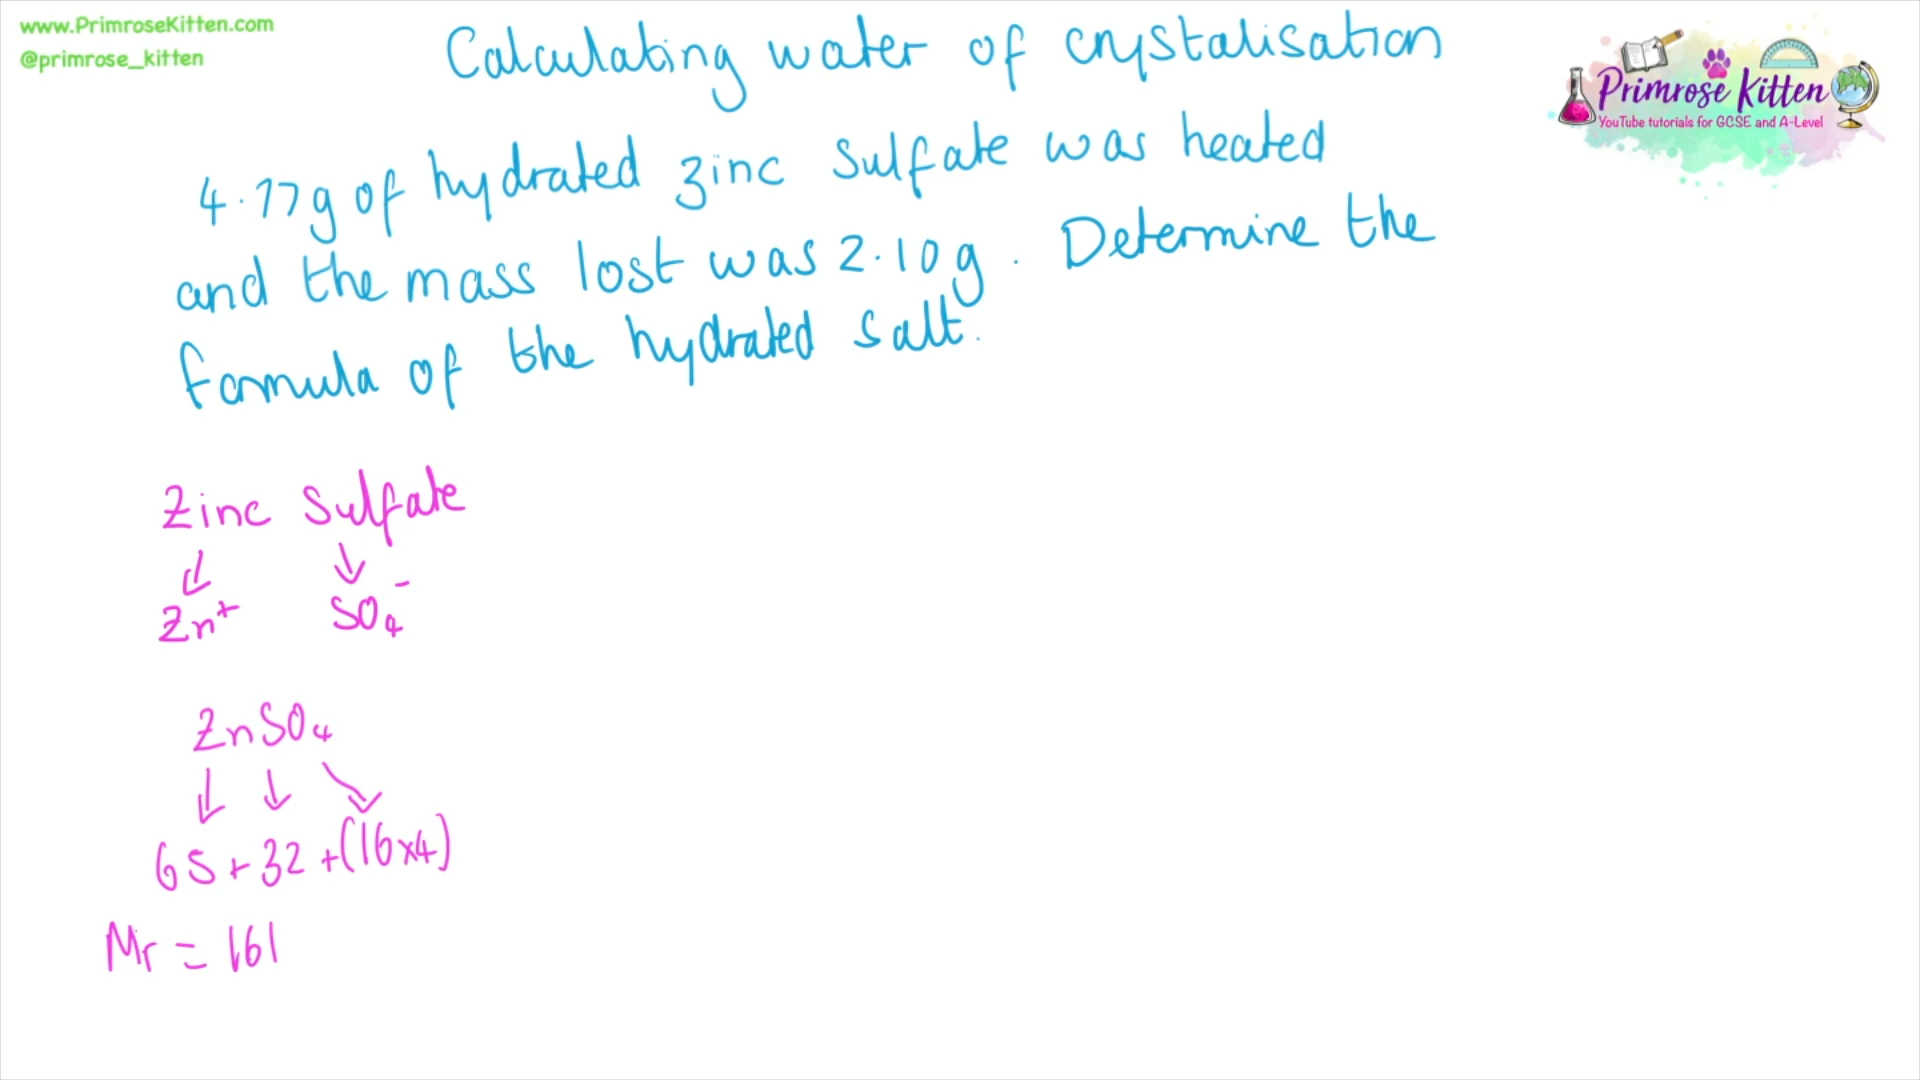 www.PrimroseKitten.com
@primrose_kitten
Calculating water of crystalisation
Primrose Kitten
YouTube tutorials for GCSE and A-Level
4.77g of hydrated zinc sulfate was heated
and the mass lost was 2.10g. Determine the
formula of the hydrated salt.
Zinc Sulfate
↓ ↓
Zn⁺ SO₄⁻
ZnSO₄
↓ ↓ ↘
65+32+(16×4)
Mr = 161